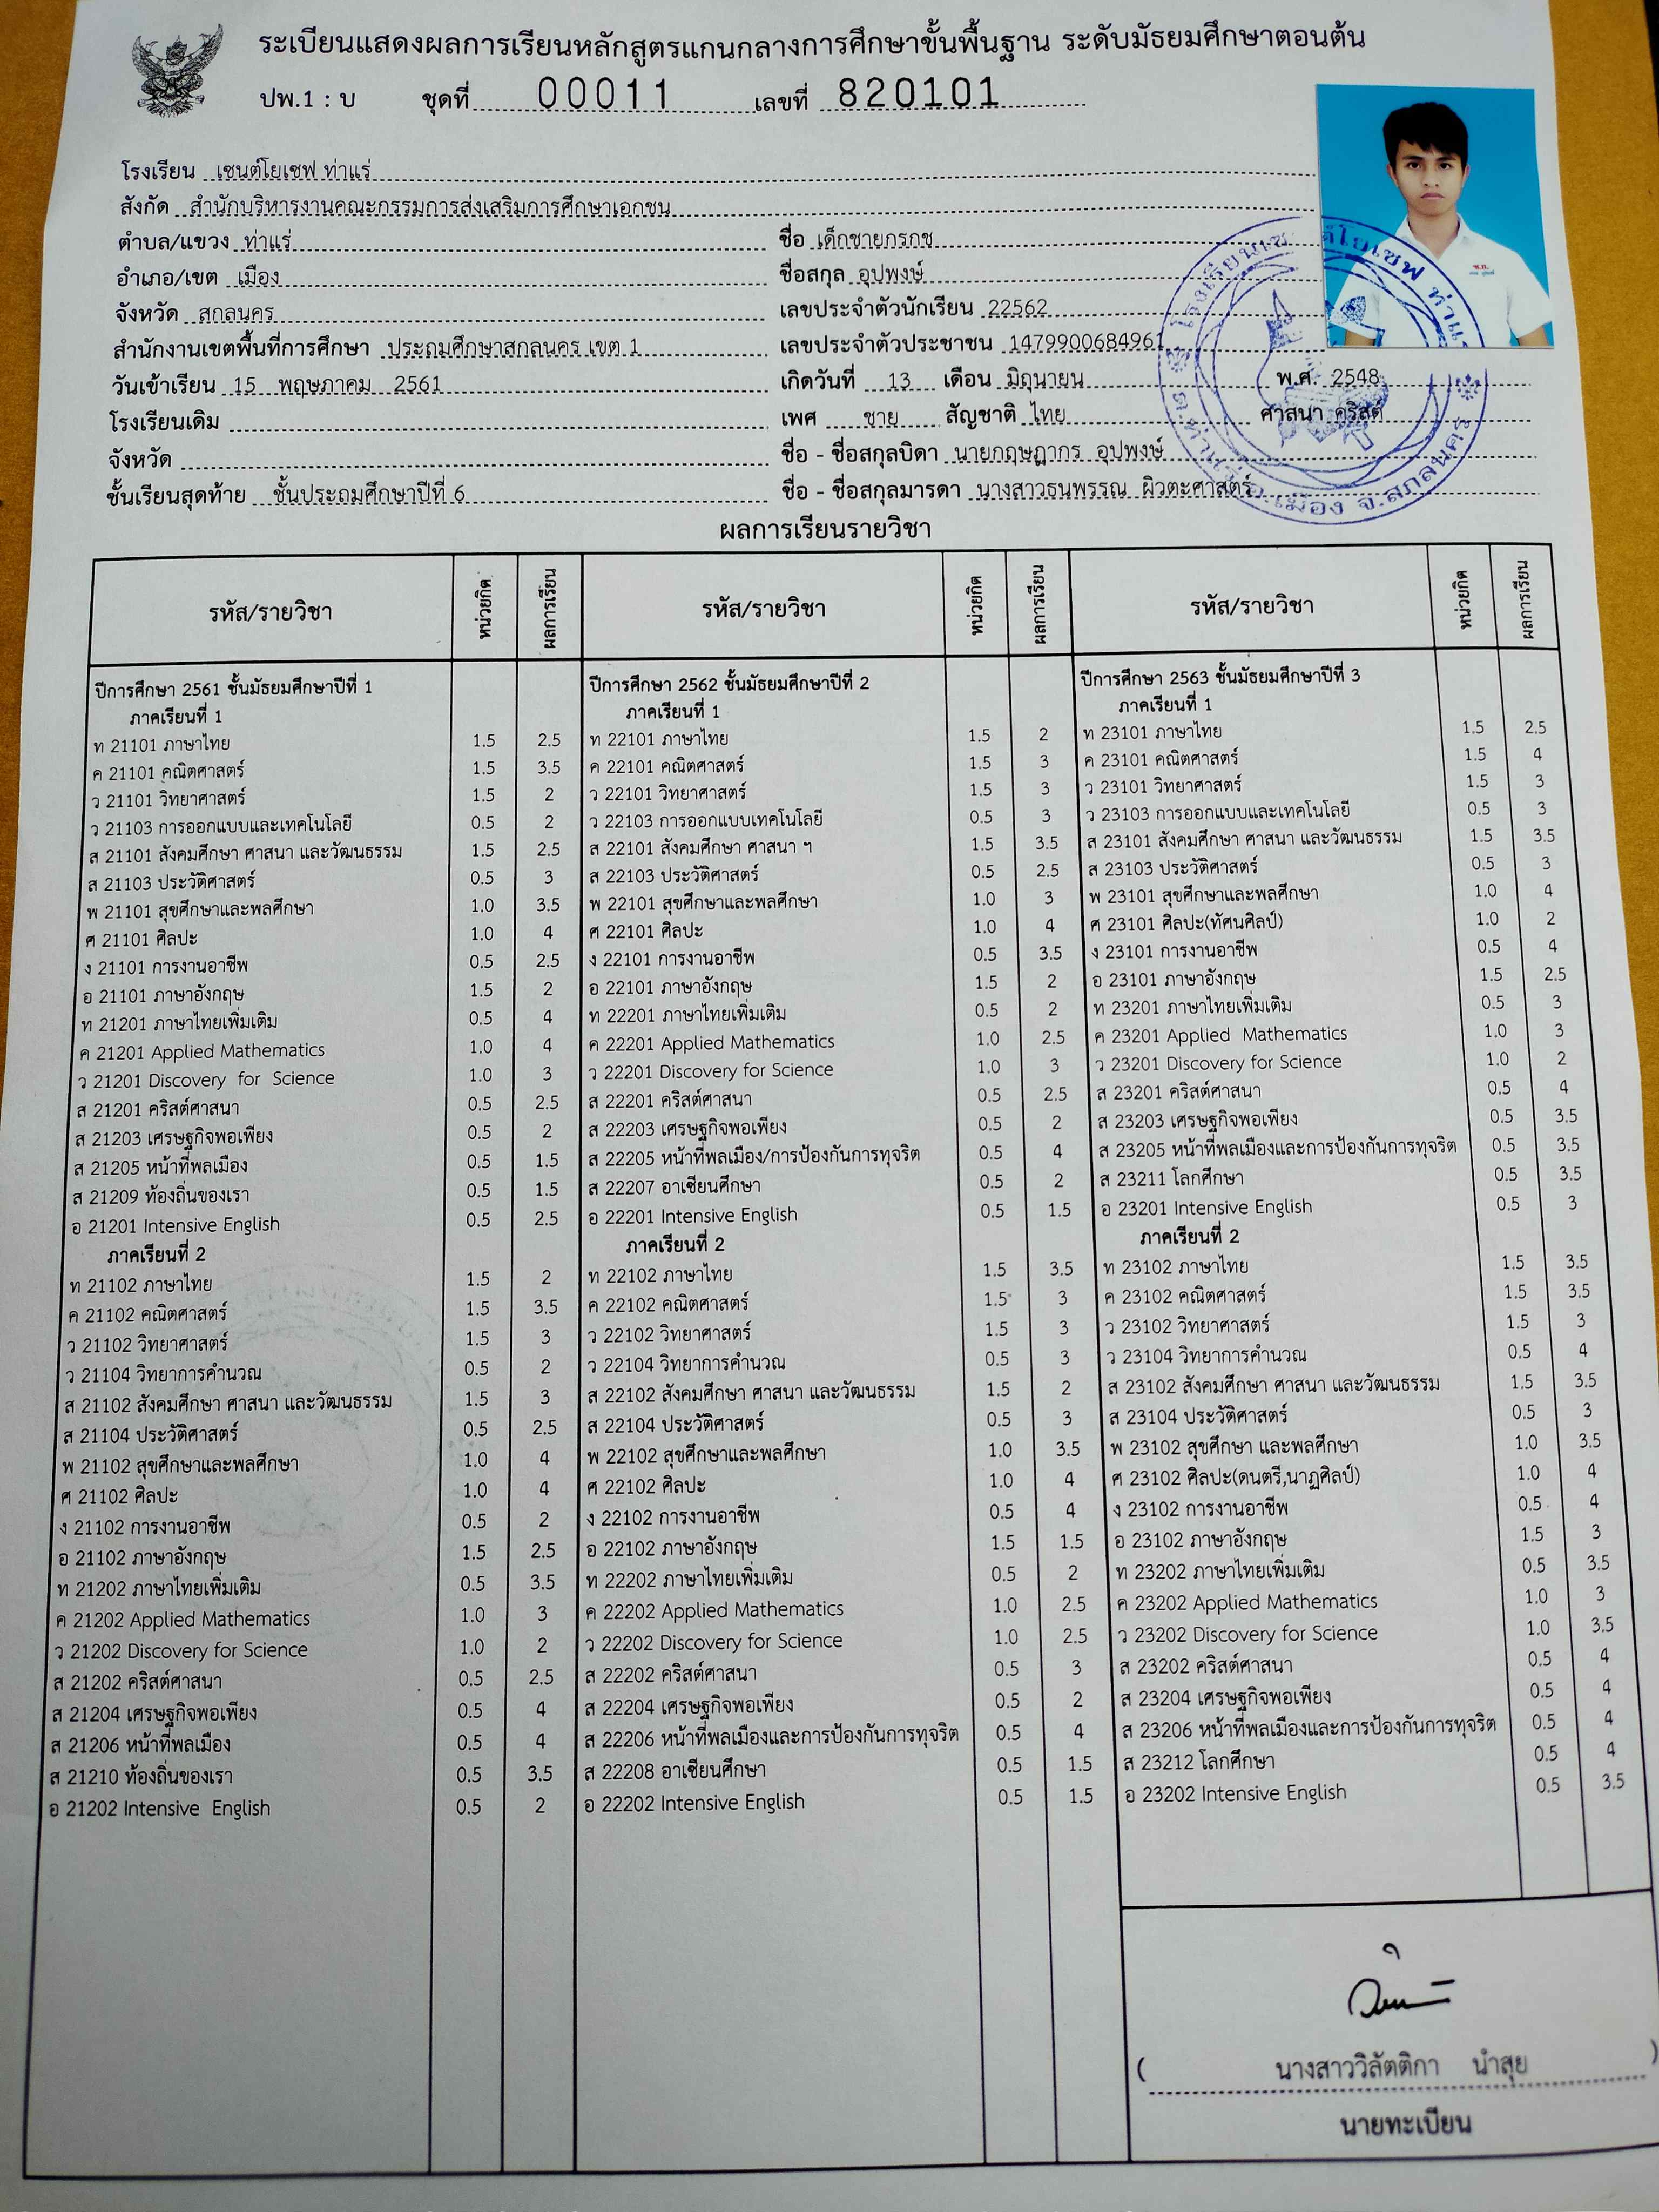 ระเบียนแสดงผลการเรียนหลักสูตรแกนกลางการศึกษาขั้นพื้นฐาน ระดับมัธยมศึกษาตอนต้น
ปพ.1 : บ ชุดที่ 00011 เลขที่ 820101
โรงเรียน เซนต์โยเซฟ ท่าแร่
สังกัด สำนักบริหารงานคณะกรรมการส่งเสริมการศึกษาเอกชน
ตำบล/แขวง ท่าแร่
อำเภอ/เขต เมือง
จังหวัด สกลนคร
สำนักงานเขตพื้นที่การศึกษา ประถมศึกษาสกลนคร เขต 1
วันเข้าเรียน 15 พฤษภาคม 2561
โรงเรียนเดิม
จังหวัด
ชั้นเรียนสุดท้าย ชั้นประถมศึกษาปีที่ 6
ชื่อ เด็กชายกรกช
ชื่อสกุล อุปพงษ์
เลขประจำตัวนักเรียน 22562
เลขประจำตัวประชาชน 1479900684961
เกิดวันที่ 13 เดือน มิถุนายน พ.ศ. 2548
เพศ ชาย สัญชาติ ไทย ศาสนา คริสต์
ชื่อ - ชื่อสกุลบิดา นายกฤษฏากร อุปพงษ์
ชื่อ - ชื่อสกุลมารดา นางสาวธนพรรณ ผิวตะศาสตร์
โรงเรียนเซนต์โยเซฟ ท่าแร่
ต.ท่าแร่ อ.เมือง จ.สกลนคร
ผลการเรียนรายวิชา
รหัส/รายวิชา หน่วยกิต ผลการเรียน
ปีการศึกษา 2561 ชั้นมัธยมศึกษาปีที่ 1
ภาคเรียนที่ 1
ท 21101 ภาษาไทย 1.5 2.5
ค 21101 คณิตศาสตร์ 1.5 3.5
ว 21101 วิทยาศาสตร์ 1.5 2
ว 21103 การออกแบบและเทคโนโลยี 0.5 2
ส 21101 สังคมศึกษา ศาสนา และวัฒนธรรม 1.5 2.5
ส 21103 ประวัติศาสตร์ 0.5 3
พ 21101 สุขศึกษาและพลศึกษา 1.0 3.5
ศ 21101 ศิลปะ 1.0 4
ง 21101 การงานอาชีพ 0.5 2.5
อ 21101 ภาษาอังกฤษ 1.5 2
ท 21201 ภาษาไทยเพิ่มเติม 0.5 4
ค 21201 Applied Mathematics 1.0 4
ว 21201 Discovery for Science 1.0 3
ส 21201 คริสต์ศาสนา 0.5 2.5
ส 21203 เศรษฐกิจพอเพียง 0.5 2
ส 21205 หน้าที่พลเมือง 0.5 1.5
ส 21209 ท้องถิ่นของเรา 0.5 1.5
อ 21201 Intensive English 0.5 2.5
ภาคเรียนที่ 2
ท 21102 ภาษาไทย 1.5 2
ค 21102 คณิตศาสตร์ 1.5 3.5
ว 21102 วิทยาศาสตร์ 1.5 3
ว 21104 วิทยาการคำนวณ 0.5 2
ส 21102 สังคมศึกษา ศาสนา และวัฒนธรรม 1.5 3
ส 21104 ประวัติศาสตร์ 0.5 2.5
พ 21102 สุขศึกษาและพลศึกษา 1.0 4
ศ 21102 ศิลปะ 1.0 4
ง 21102 การงานอาชีพ 0.5 2
อ 21102 ภาษาอังกฤษ 1.5 2.5
ท 21202 ภาษาไทยเพิ่มเติม 0.5 3.5
ค 21202 Applied Mathematics 1.0 3
ว 21202 Discovery for Science 1.0 2
ส 21202 คริสต์ศาสนา 0.5 2.5
ส 21204 เศรษฐกิจพอเพียง 0.5 4
ส 21206 หน้าที่พลเมือง 0.5 4
ส 21210 ท้องถิ่นของเรา 0.5 3.5
อ 21202 Intensive English 0.5 2
รหัส/รายวิชา หน่วยกิต ผลการเรียน
ปีการศึกษา 2562 ชั้นมัธยมศึกษาปีที่ 2
ภาคเรียนที่ 1
ท 22101 ภาษาไทย 1.5 2
ค 22101 คณิตศาสตร์ 1.5 3
ว 22101 วิทยาศาสตร์ 1.5 3
ว 22103 การออกแบบเทคโนโลยี 0.5 3
ส 22101 สังคมศึกษา ศาสนา ฯ 1.5 3.5
ส 22103 ประวัติศาสตร์ 0.5 2.5
พ 22101 สุขศึกษาและพลศึกษา 1.0 3
ศ 22101 ศิลปะ 1.0 4
ง 22101 การงานอาชีพ 0.5 3.5
อ 22101 ภาษาอังกฤษ 1.5 2
ท 22201 ภาษาไทยเพิ่มเติม 0.5 2
ค 22201 Applied Mathematics 1.0 2.5
ว 22201 Discovery for Science 1.0 3
ส 22201 คริสต์ศาสนา 0.5 2.5
ส 22203 เศรษฐกิจพอเพียง 0.5 2
ส 22205 หน้าที่พลเมือง/การป้องกันการทุจริต 0.5 4
ส 22207 อาเซียนศึกษา 0.5 2
อ 22201 Intensive English 0.5 1.5
ภาคเรียนที่ 2
ท 22102 ภาษาไทย 1.5 3.5
ค 22102 คณิตศาสตร์ 1.5 3
ว 22102 วิทยาศาสตร์ 1.5 3
ว 22104 วิทยาการคำนวณ 0.5 3
ส 22102 สังคมศึกษา ศาสนา และวัฒนธรรม 1.5 2
ส 22104 ประวัติศาสตร์ 0.5 3
พ 22102 สุขศึกษาและพลศึกษา 1.0 3.5
ศ 22102 ศิลปะ 1.0 4
ง 22102 การงานอาชีพ 0.5 4
อ 22102 ภาษาอังกฤษ 1.5 1.5
ท 22202 ภาษาไทยเพิ่มเติม 0.5 2
ค 22202 Applied Mathematics 1.0 2.5
ว 22202 Discovery for Science 1.0 2.5
ส 22202 คริสต์ศาสนา 0.5 3
ส 22204 เศรษฐกิจพอเพียง 0.5 2
ส 22206 หน้าที่พลเมืองและการป้องกันการทุจริต 0.5 4
ส 22208 อาเซียนศึกษา 0.5 1.5
อ 22202 Intensive English 0.5 1.5
รหัส/รายวิชา หน่วยกิต ผลการเรียน
ปีการศึกษา 2563 ชั้นมัธยมศึกษาปีที่ 3
ภาคเรียนที่ 1
ท 23101 ภาษาไทย 1.5 2.5
ค 23101 คณิตศาสตร์ 1.5 4
ว 23101 วิทยาศาสตร์ 1.5 3
ว 23103 การออกแบบและเทคโนโลยี 0.5 3
ส 23101 สังคมศึกษา ศาสนา และวัฒนธรรม 1.5 3.5
ส 23103 ประวัติศาสตร์ 0.5 3
พ 23101 สุขศึกษาและพลศึกษา 1.0 4
ศ 23101 ศิลปะ(ทัศนศิลป์) 1.0 2
ง 23101 การงานอาชีพ 0.5 4
อ 23101 ภาษาอังกฤษ 1.5 2.5
ท 23201 ภาษาไทยเพิ่มเติม 0.5 3
ค 23201 Applied Mathematics 1.0 3
ว 23201 Discovery for Science 1.0 2
ส 23201 คริสต์ศาสนา 0.5 4
ส 23203 เศรษฐกิจพอเพียง 0.5 3.5
ส 23205 หน้าที่พลเมืองและการป้องกันการทุจริต 0.5 3.5
ส 23211 โลกศึกษา 0.5 3.5
อ 23201 Intensive English 0.5 3
ภาคเรียนที่ 2
ท 23102 ภาษาไทย 1.5 3.5
ค 23102 คณิตศาสตร์ 1.5 3.5
ว 23102 วิทยาศาสตร์ 1.5 3
ว 23104 วิทยาการคำนวณ 0.5 4
ส 23102 สังคมศึกษา ศาสนา และวัฒนธรรม 1.5 3.5
ส 23104 ประวัติศาสตร์ 0.5 3
พ 23102 สุขศึกษา และพลศึกษา 1.0 3.5
ศ 23102 ศิลปะ(ดนตรี,นาฏศิลป์) 1.0 4
ง 23102 การงานอาชีพ 0.5 4
อ 23102 ภาษาอังกฤษ 1.5 3
ท 23202 ภาษาไทยเพิ่มเติม 0.5 3.5
ค 23202 Applied Mathematics 1.0 3
ว 23202 Discovery for Science 1.0 3.5
ส 23202 คริสต์ศาสนา 0.5 4
ส 23204 เศรษฐกิจพอเพียง 0.5 4
ส 23206 หน้าที่พลเมืองและการป้องกันการทุจริต 0.5 4
ส 23212 โลกศึกษา 0.5 4
อ 23202 Intensive English 0.5 3.5
( นางสาววิลัตติกา นำสุย )
นายทะเบียน